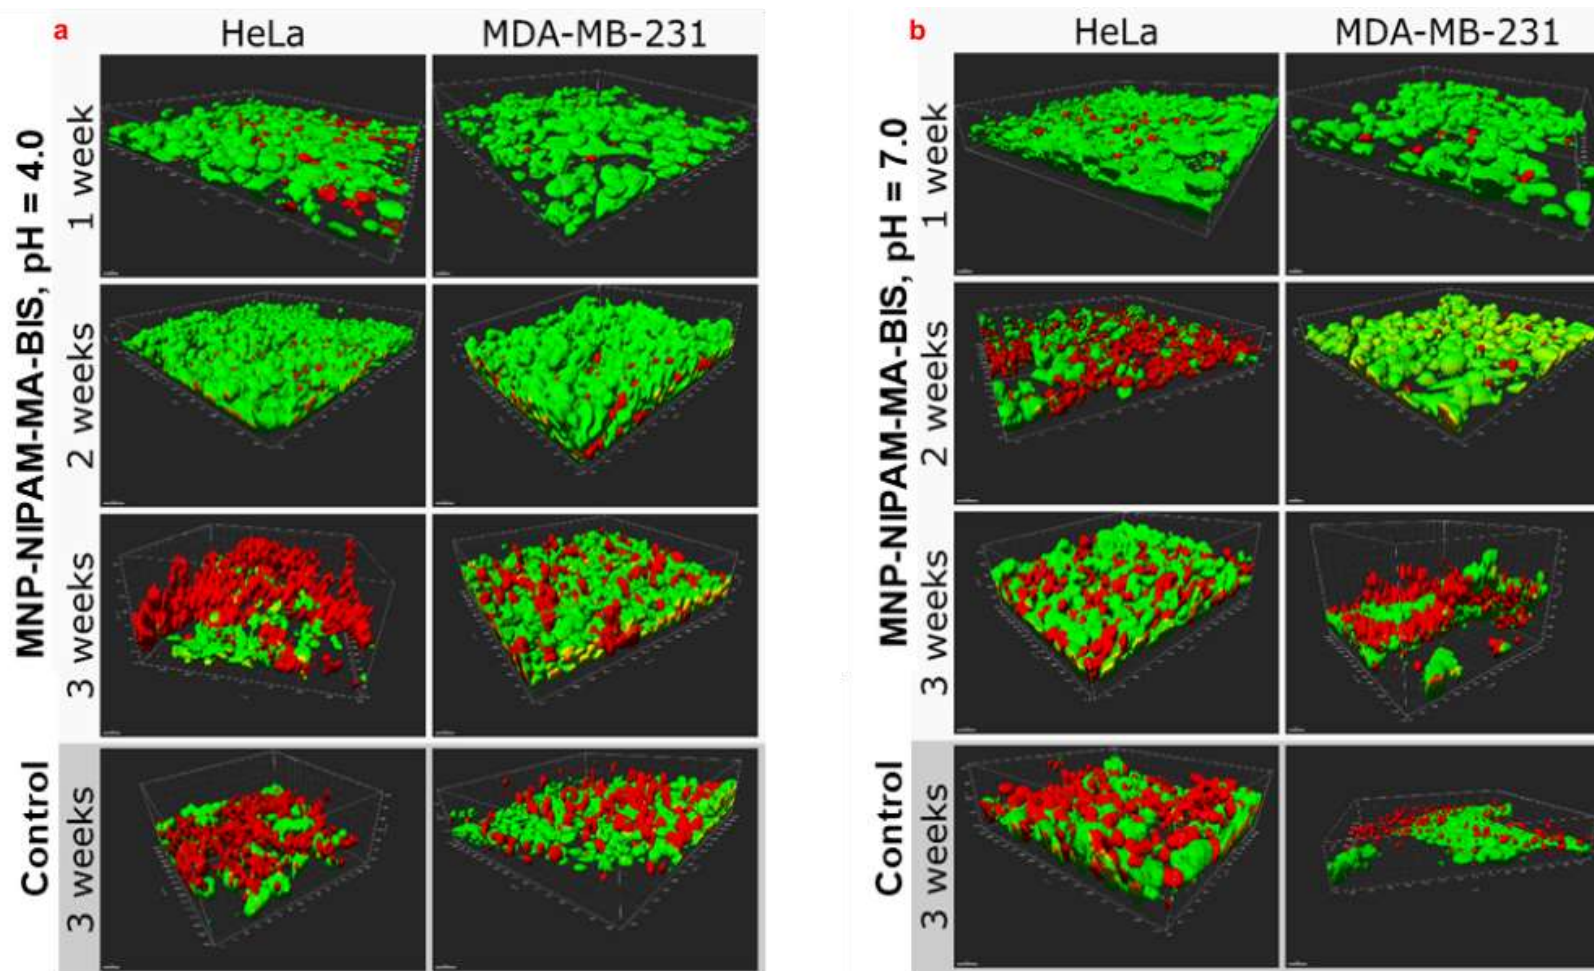 a
HeLa
MDA-MB-231
MNP-NIPAM-MA-BIS, pH = 4.0
1 week
2 weeks
3 weeks
Control
3 weeks
b
HeLa
MDA-MB-231
MNP-NIPAM-MA-BIS, pH = 7.0
1 week
2 weeks
3 weeks
Control
3 weeks